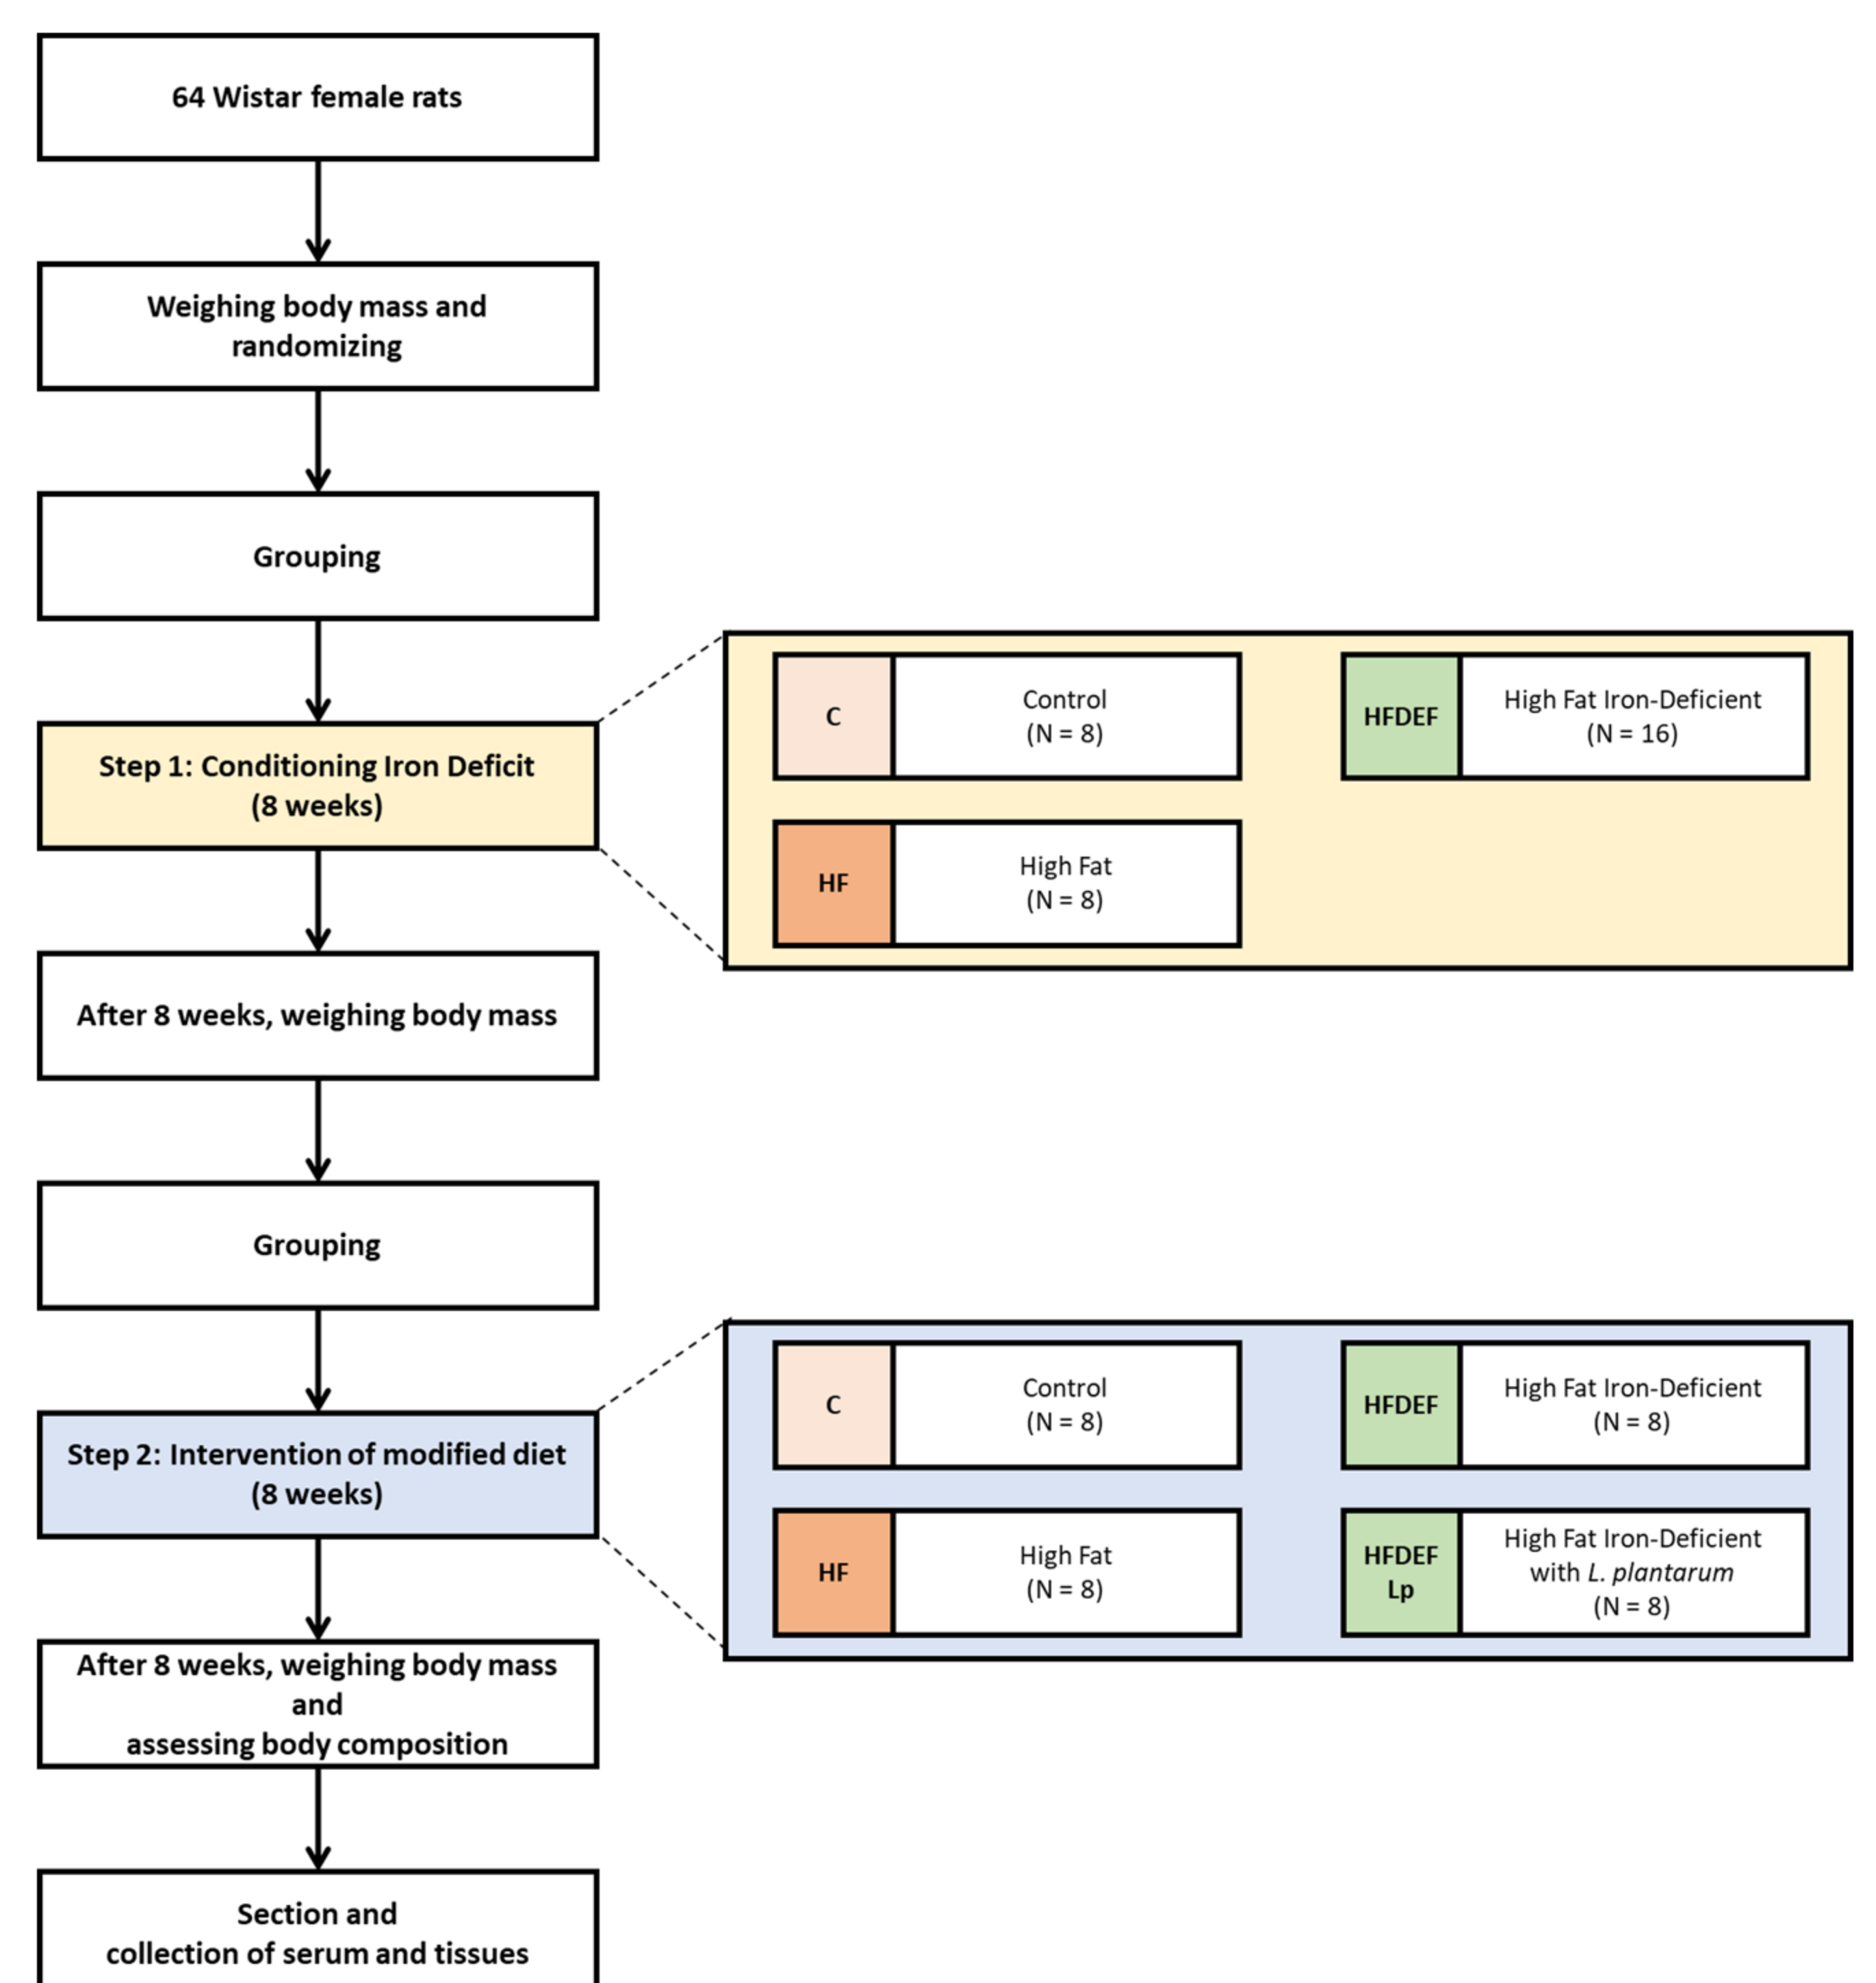 64 Wistar female rats
Weighing body mass and
randomizing
Grouping
Step 1: Conditioning Iron Deficit
(8 weeks)
C
Control
(N = 8)
HFDEF
High Fat Iron-Deficient
(N = 16)
HF
High Fat
(N = 8)
After 8 weeks, weighing body mass
Grouping
Step 2: Intervention of modified diet
(8 weeks)
C
Control
(N = 8)
HFDEF
High Fat Iron-Deficient
(N = 8)
HF
High Fat
(N = 8)
HFDEF
Lp
High Fat Iron-Deficient
with L. plantarum
(N = 8)
After 8 weeks, weighing body mass
and
assessing body composition
Section and
collection of serum and tissues